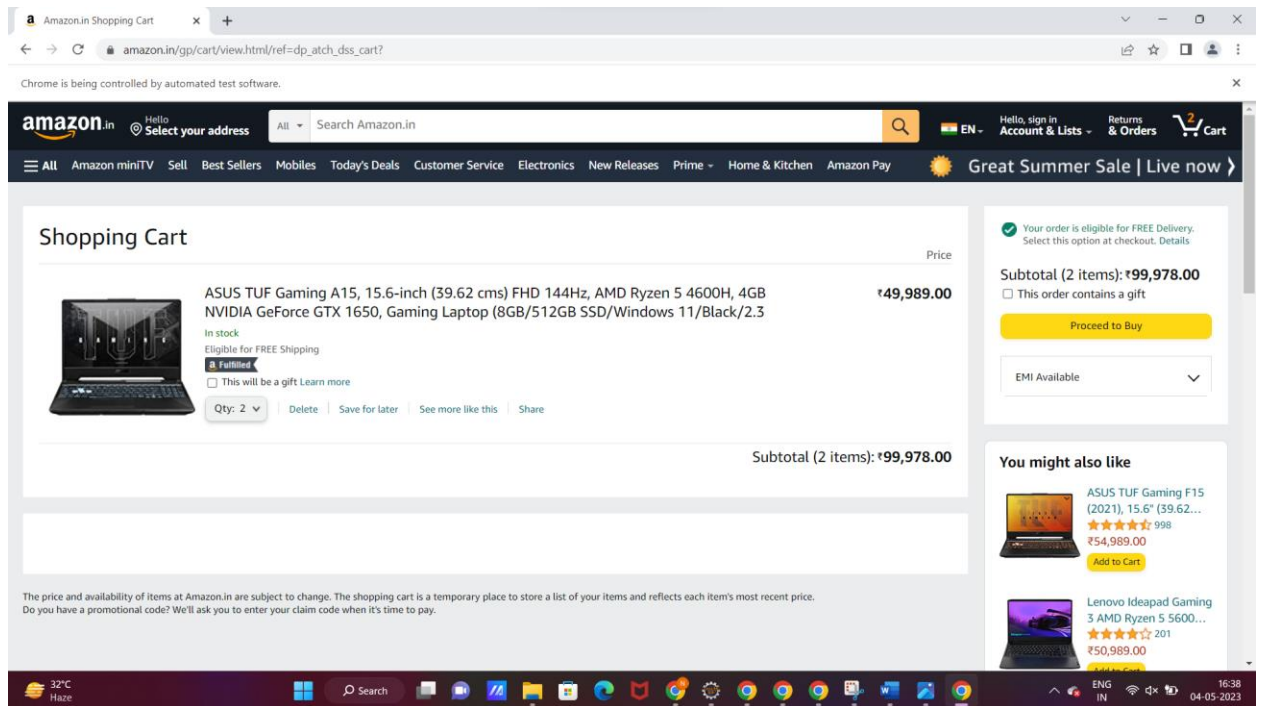 Amazon.in Shopping Cart
amazon.in/gp/cart/view.html/ref=dp_atch_dss_cart?
Chrome is being controlled by automated test software.
amazon.in
Hello
Select your address
All
Search Amazon.in
EN
Hello, sign in
Account & Lists
Returns
& Orders
2
Cart
All Amazon miniTV Sell Best Sellers Mobiles Today's Deals Customer Service Electronics New Releases Prime Home & Kitchen Amazon Pay
Great Summer Sale | Live now
Shopping Cart
Price
ASUS TUF Gaming A15, 15.6-inch (39.62 cms) FHD 144Hz, AMD Ryzen 5 4600H, 4GB
NVIDIA GeForce GTX 1650, Gaming Laptop (8GB/512GB SSD/Windows 11/Black/2.3
₹49,989.00
In stock
Eligible for FREE Shipping
a Fulfilled
This will be a gift Learn more
Qty: 2
Delete Save for later See more like this Share
Subtotal (2 items): ₹99,978.00
Your order is eligible for FREE Delivery.
Select this option at checkout. Details
Subtotal (2 items): ₹99,978.00
This order contains a gift
Proceed to Buy
EMI Available
You might also like
ASUS TUF Gaming F15
(2021), 15.6" (39.62...
998
₹54,989.00
Add to Cart
Lenovo Ideapad Gaming
3 AMD Ryzen 5 5600...
201
₹50,989.00
Add to Cart
The price and availability of items at Amazon.in are subject to change. The shopping cart is a temporary place to store a list of your items and reflects each item's most recent price.
Do you have a promotional code? We'll ask you to enter your claim code when it's time to pay.
32°C
Haze
Search
ENG
IN
16:38
04-05-2023